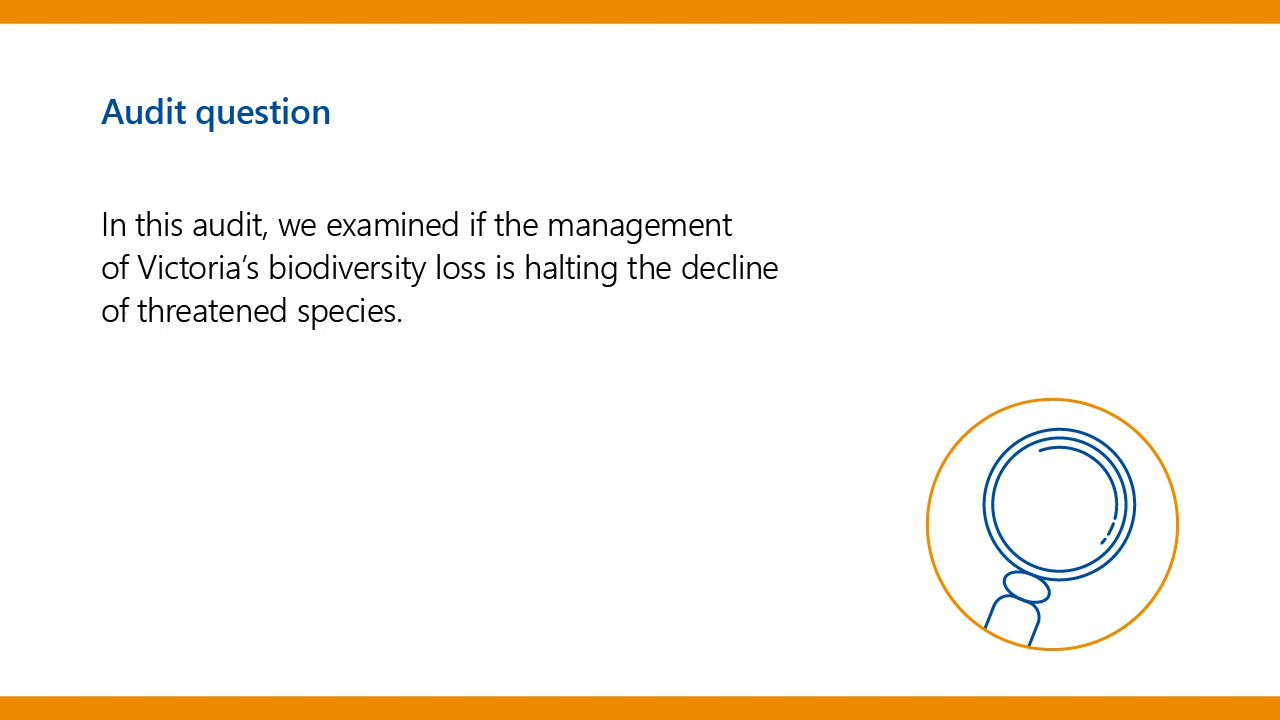 Audit question
In this audit, we examined if the management
of Victoria’s biodiversity loss is halting the decline
of threatened species.